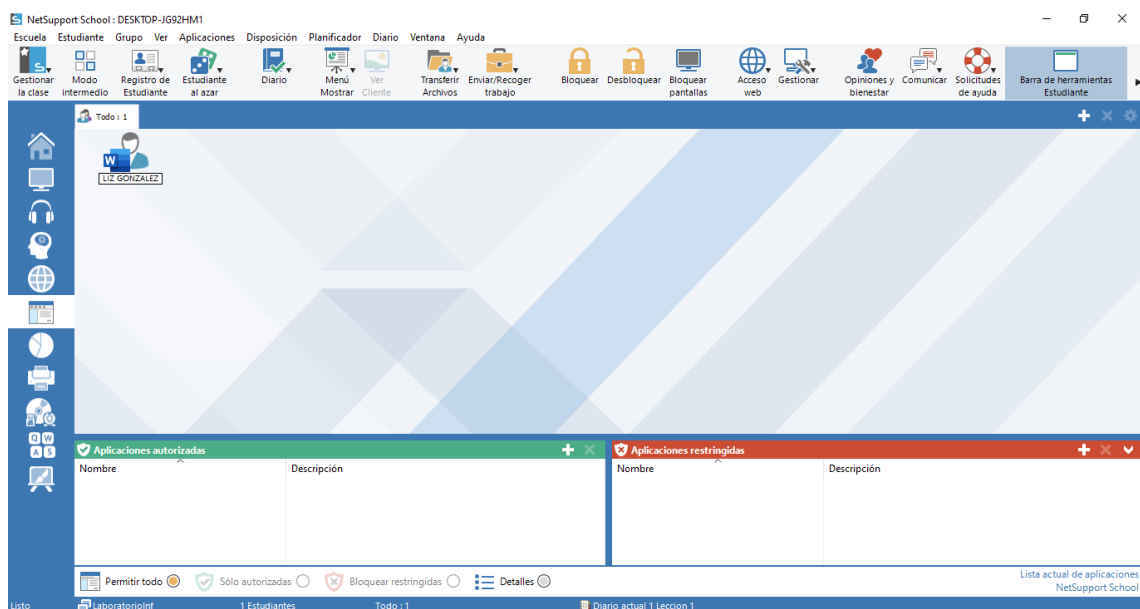 NetSupport School : DESKTOP-JG92HM1
Escuela Estudiante Grupo Ver Aplicaciones Disposición Planificador Diario Ventana Ayuda
Gestionar la clase
Modo intermedio
Registro de Estudiante
Estudiante al azar
Diario
Menú Mostrar
Ver Cliente
Transferir Archivos
Enviar/Recoger trabajo
Bloquear
Desbloquear
Bloquear pantallas
Acceso web
Gestionar
Opiniones y bienestar
Comunicar
Solicitudes de ayuda
Barra de herramientas Estudiante
Todo : 1
W
LIZ GONZALEZ
Q W
A S
Aplicaciones autorizadas
Nombre Descripción
Aplicaciones restringidas
Nombre Descripción
Permitir todo Sólo autorizadas Bloquear restringidas Detalles
Lista actual de aplicaciones
NetSupport School
Listo LaboratorioInf 1 Estudiantes Todo : 1 Diario actual 1 Leccion 1